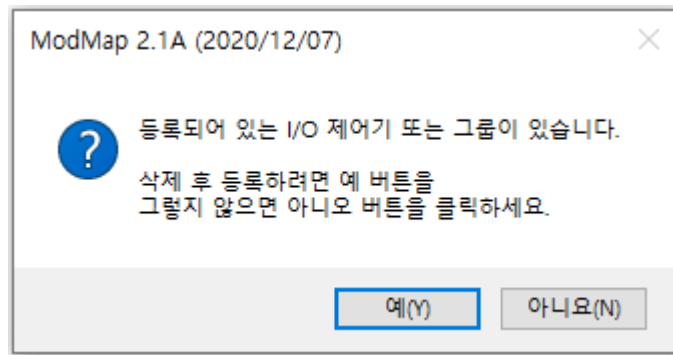 ModMap 2.1A (2020/12/07)
등록되어 있는 I/O 제어기 또는 그룹이 있습니다.
삭제 후 등록하려면 예 버튼을
그렇지 않으면 아니오 버튼을 클릭하세요.
예(Y)
아니요(N)